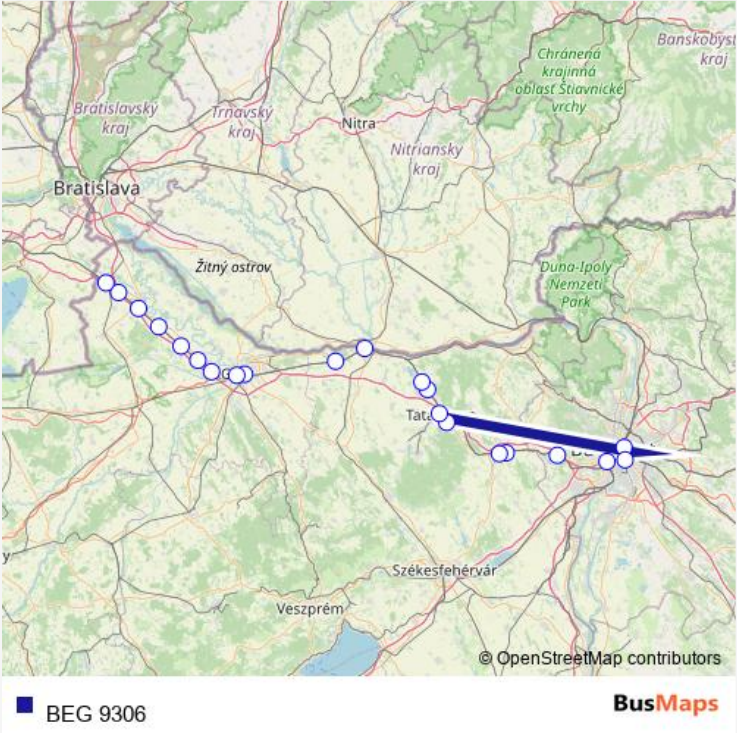 Banskobyst
kraj
Chránená
krajinná
oblasť Štiavnické
vrchy
Bratislavský
kraj
Trnavský
kraj
Nitra
Nitriansky
kraj
Bratislava
Žitný ostrov
Duna-Ipoly
Nemzeti
Park
G
Tata
Székesfehérvár
Veszprém
y
© OpenStreetMap contributors
BEG 9306
BusMaps